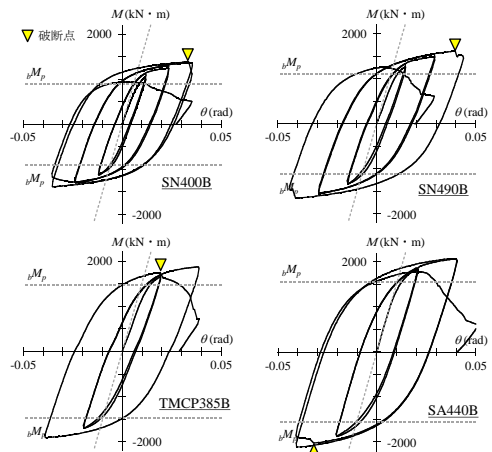 M(kN・m)
2000
破断点
bMp
θ(rad)
-0.05
0.05
bMp
SN400B
-2000
M(kN・m)
2000
bMp
θ(rad)
-0.05
0.05
bMp
SN490B
-2000
M(kN・m)
2000
bMp
θ(rad)
-0.05
0.05
TMCP385B
bMp
-2000
M(kN・m)
2000
bMp
θ(rad)
-0.05
0.05
SA440B
bMp
-2000